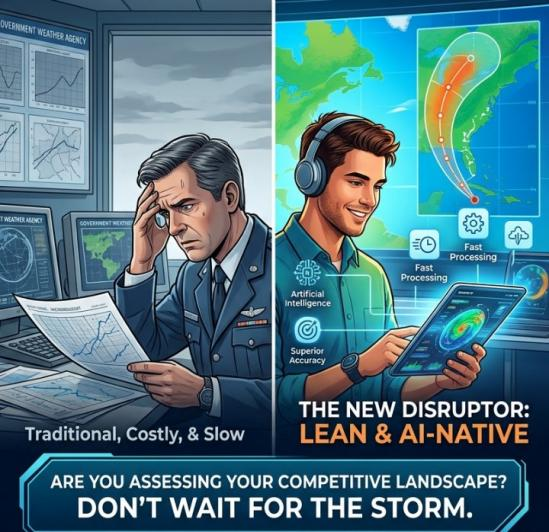 GOVERNMENT WEATHER AGENCY
WEATHER AGENCY
GOVERNMENT WEATHER
Traditional, Costly, & Slow
Fast
Processing
Fast
Processing
Artificial
Intelligence
Superior
Accuracy
THE NEW DISRUPTOR:
LEAN & AI-NATIVE
ARE YOU ASSESSING YOUR COMPETITIVE LANDSCAPE?
DON'T WAIT FOR THE STORM.